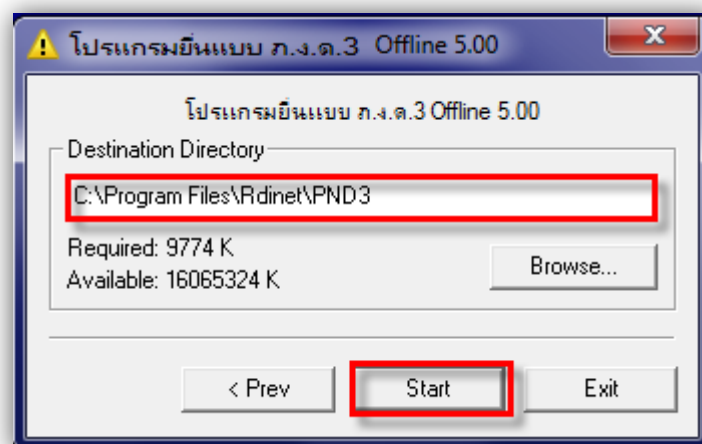 โปรแกรมยื่นแบบ ภ.ง.ด.3 Offline 5.00
โปรแกรมยื่นแบบ ภ.ง.ด.3 Offline 5.00
Destination Directory
C:\Program Files\Rdinet\PND3
Required: 9774 K
Available: 16065324 K
Browse...
< Prev
Start
Exit